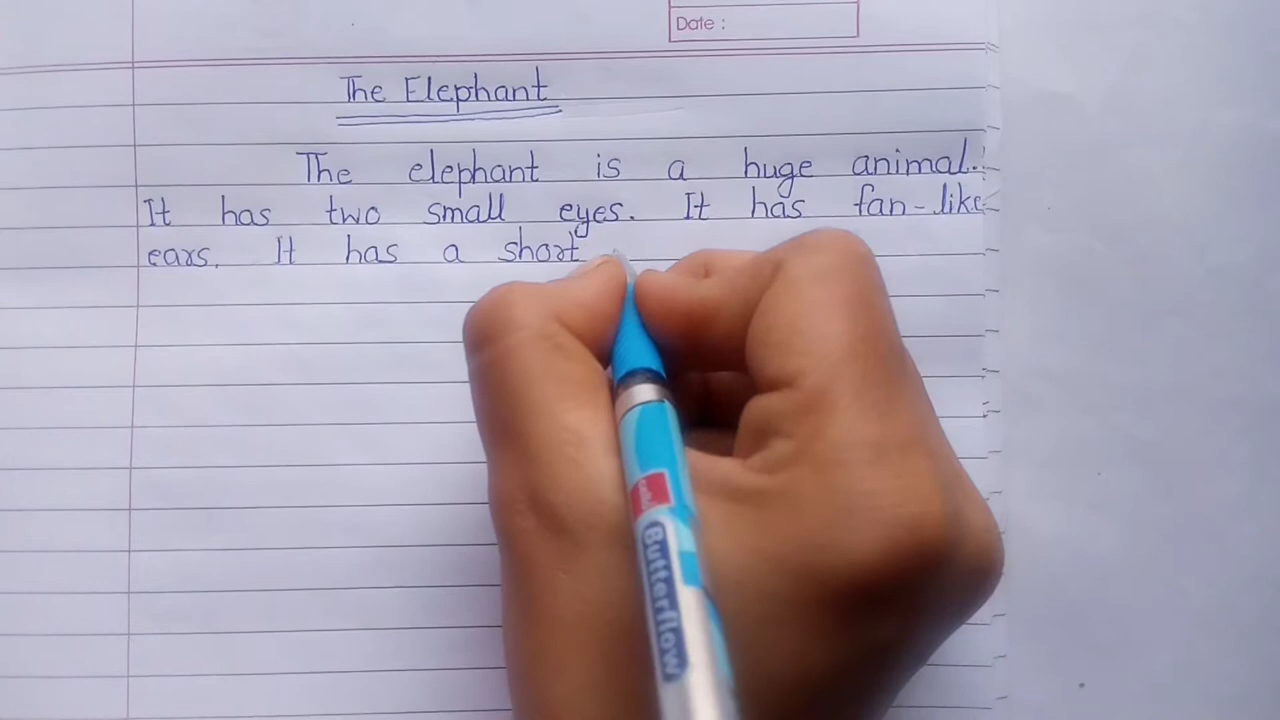 Date :
The Elephant
The elephant is a huge animal.
It has two small eyes. It has fan-like
ears. It has a short
cello
Butterflow